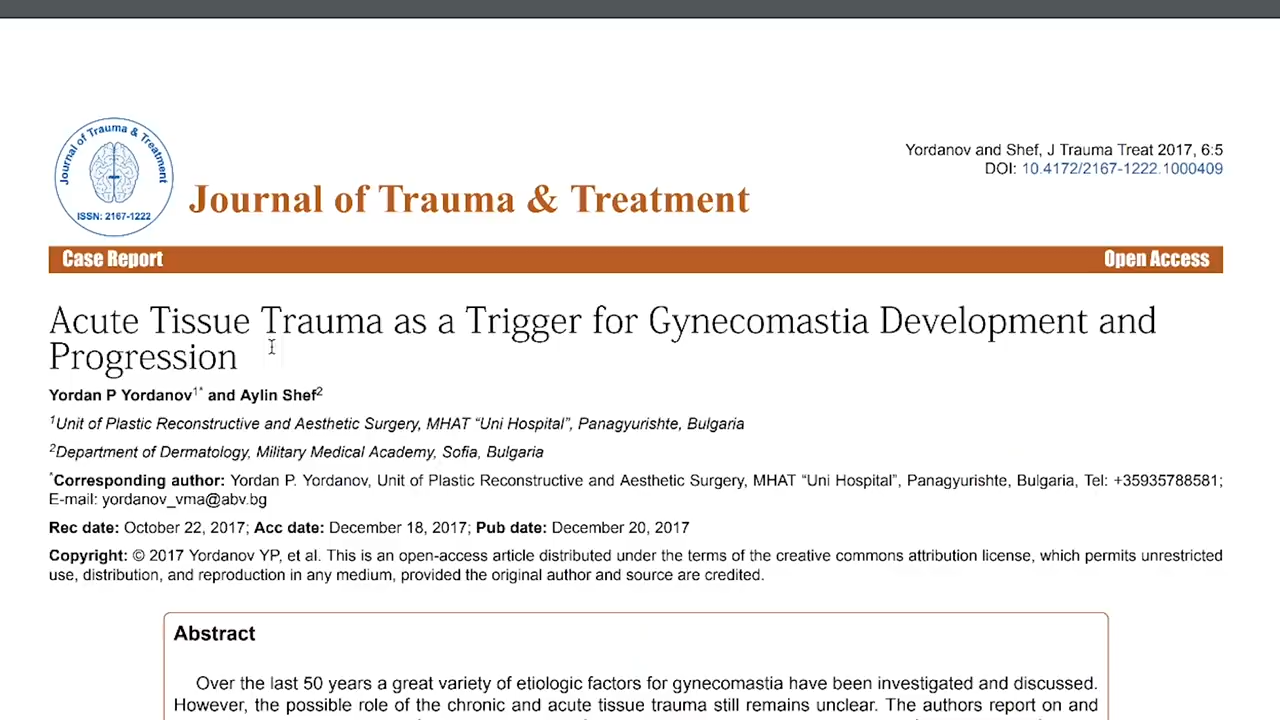 Journal of Trauma & Treatment
ISSN: 2167-1222
Journal of Trauma & Treatment
Yordanov and Shef, J Trauma Treat 2017, 6:5
DOI: 10.4172/2167-1222.1000409
Case Report
Open Access
Acute Tissue Trauma as a Trigger for Gynecomastia Development and
Progression
Yordan P Yordanov1* and Aylin Shef2
1Unit of Plastic Reconstructive and Aesthetic Surgery, MHAT “Uni Hospital”, Panagyurishte, Bulgaria
2Department of Dermatology, Military Medical Academy, Sofia, Bulgaria
*Corresponding author: Yordan P. Yordanov, Unit of Plastic Reconstructive and Aesthetic Surgery, MHAT “Uni Hospital”, Panagyurishte, Bulgaria, Tel: +35935788581;
E-mail: yordanov_vma@abv.bg
Rec date: October 22, 2017; Acc date: December 18, 2017; Pub date: December 20, 2017
Copyright: © 2017 Yordanov YP, et al. This is an open-access article distributed under the terms of the creative commons attribution license, which permits unrestricted
use, distribution, and reproduction in any medium, provided the original author and source are credited.
Abstract
Over the last 50 years a great variety of etiologic factors for gynecomastia have been investigated and discussed.
However, the possible role of the chronic and acute tissue trauma still remains unclear. The authors report on and